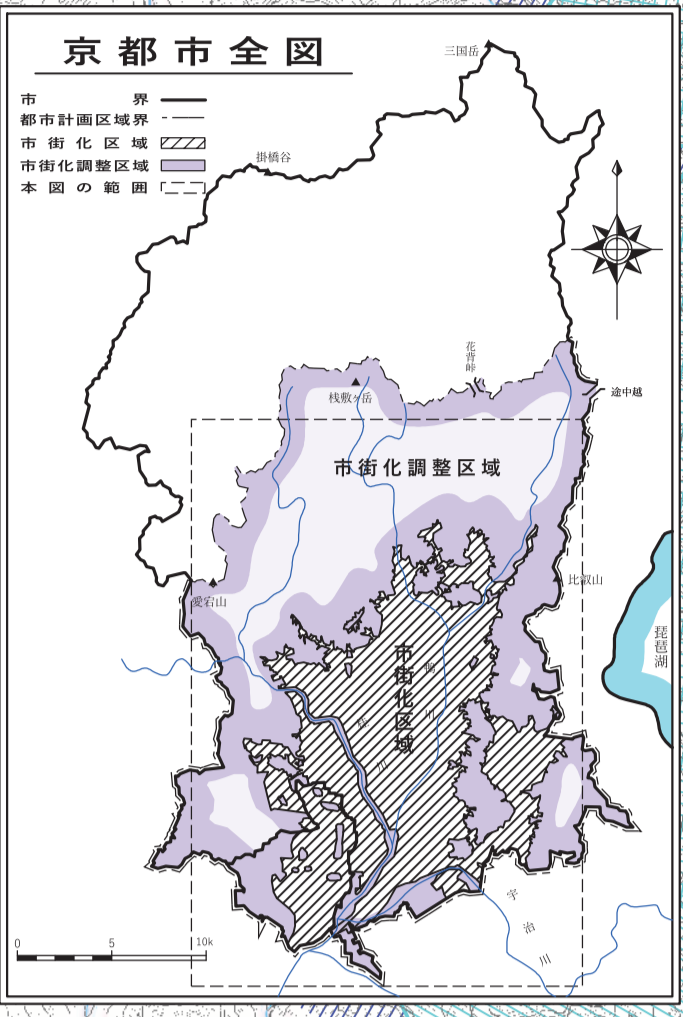 京都市全図
市界
都市計画区域界
市街化区域
市街化調整区域
本図の範囲
三国岳
掛橋谷
花背峠
桟敷ヶ岳
途中越
市街化調整区域
比叡山
愛宕山
琵琶湖
市街化区域
鴨川
桂川
宇治川
0 5 10k